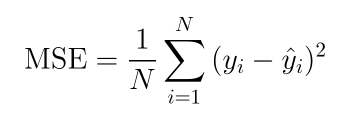 MSE = \frac{1}{N} \sum_{i=1}^{N} (y_i - \hat{y}_i)^2